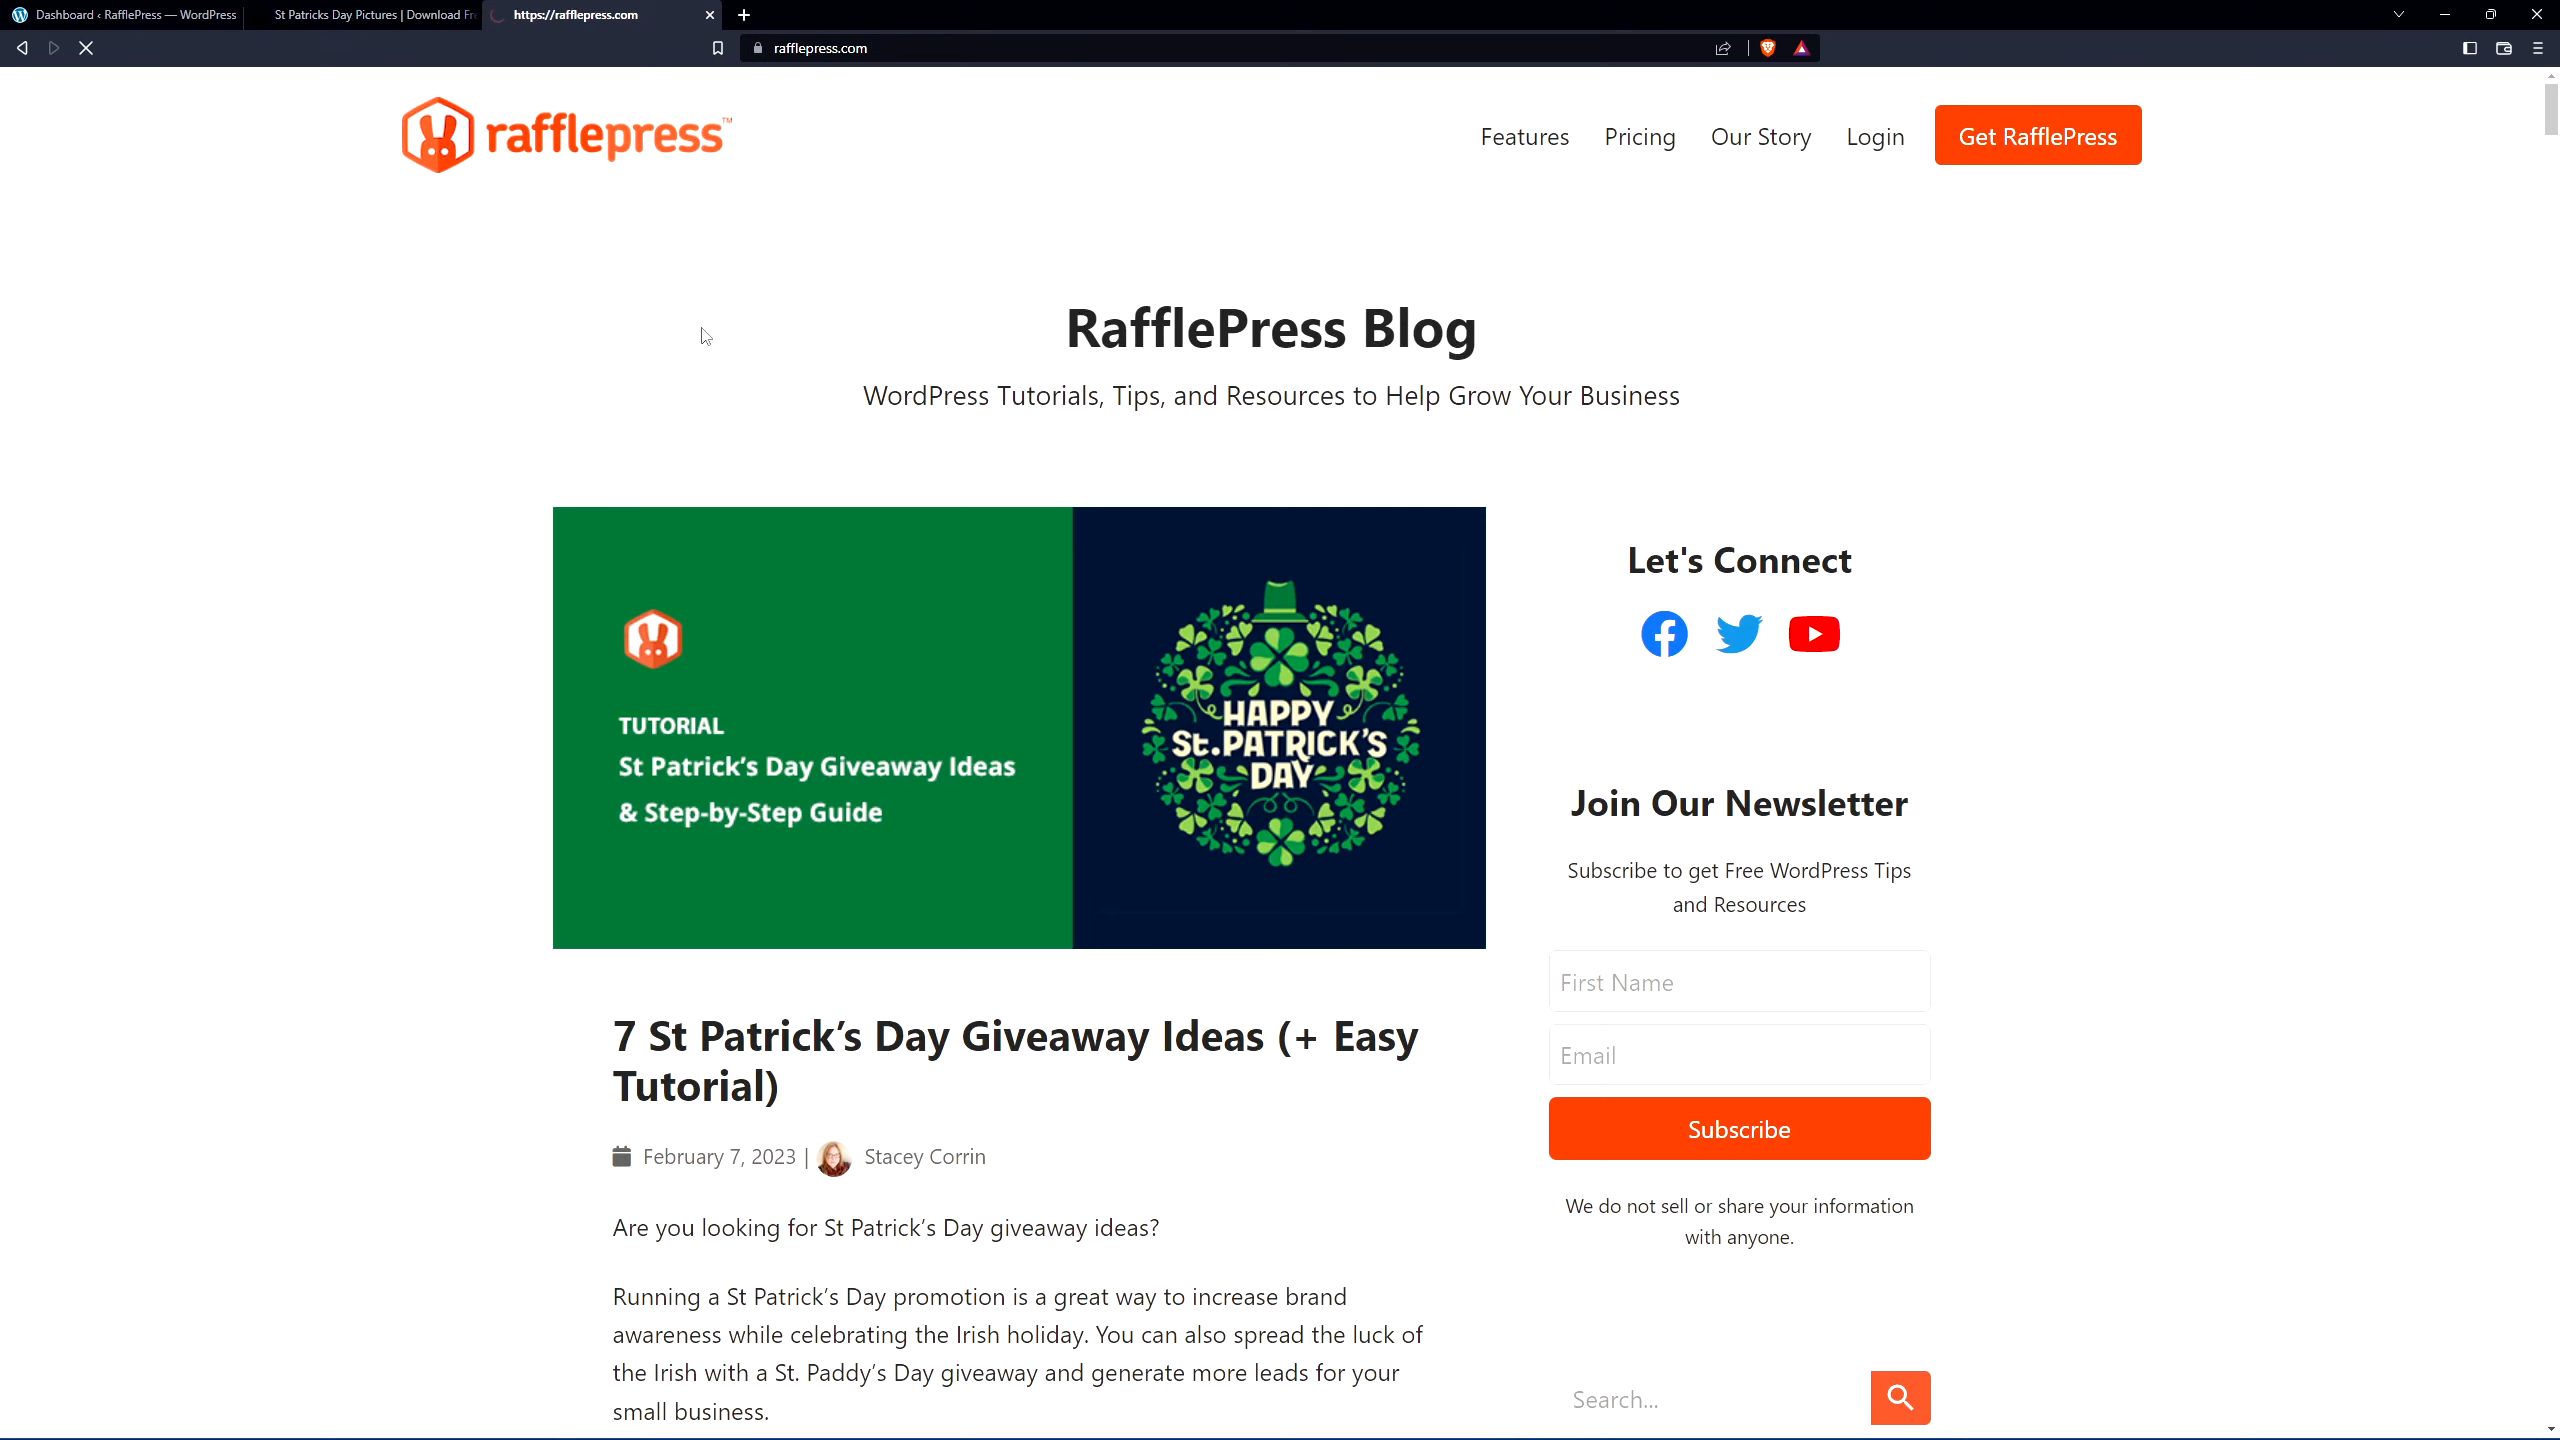 Dashboard ‹ RafflePress — WordPress
St Patricks Day Pictures | Download Fr
https://rafflepress.com
rafflepress.com
rafflepress™
Features
Pricing
Our Story
Login
Get RafflePress
RafflePress Blog
WordPress Tutorials, Tips, and Resources to Help Grow Your Business
TUTORIAL
St Patrick’s Day Giveaway Ideas
& Step-by-Step Guide
HAPPY
St.PATRICK'S
DAY
7 St Patrick’s Day Giveaway Ideas (+ Easy
Tutorial)
February 7, 2023 | Stacey Corrin
Are you looking for St Patrick’s Day giveaway ideas?
Running a St Patrick’s Day promotion is a great way to increase brand
awareness while celebrating the Irish holiday. You can also spread the luck of
the Irish with a St. Paddy’s Day giveaway and generate more leads for your
small business.
Let's Connect
Join Our Newsletter
Subscribe to get Free WordPress Tips
and Resources
First Name
Email
Subscribe
We do not sell or share your information
with anyone.
Search...